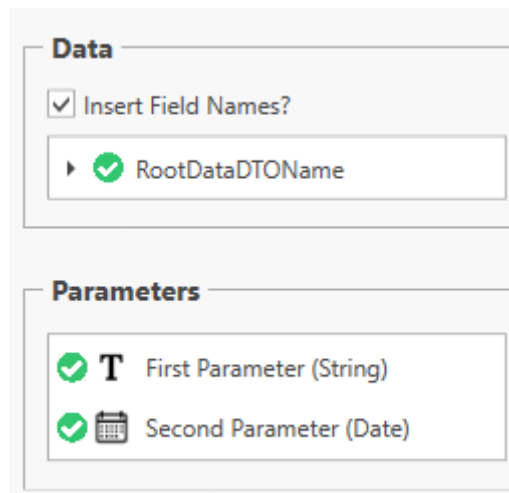 Data
Insert Field Names?
RootDataDTOName
Parameters
First Parameter (String)
Second Parameter (Date)